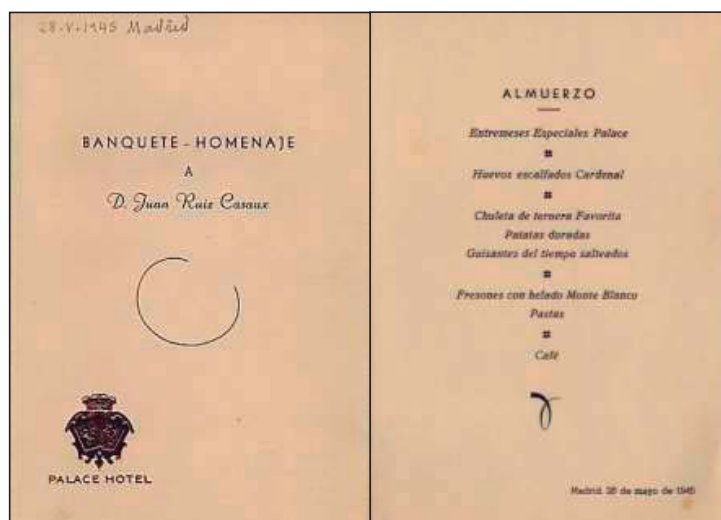 28-V-1945 Madrid
BANQUETE - HOMENAJE
A
D. Juan Ruiz Casaux
PALACE HOTEL
ALMUERZO
Entremeses Especiales Palace
#
Huevos escalfados Cardenal
#
Chuleta de ternera Favorita
Patatas doradas
Guisantes del tiempo salteados
#
Fresones con helado Monte Blanco
Pastas
#
Café
Madrid, 28 de mayo de 1945